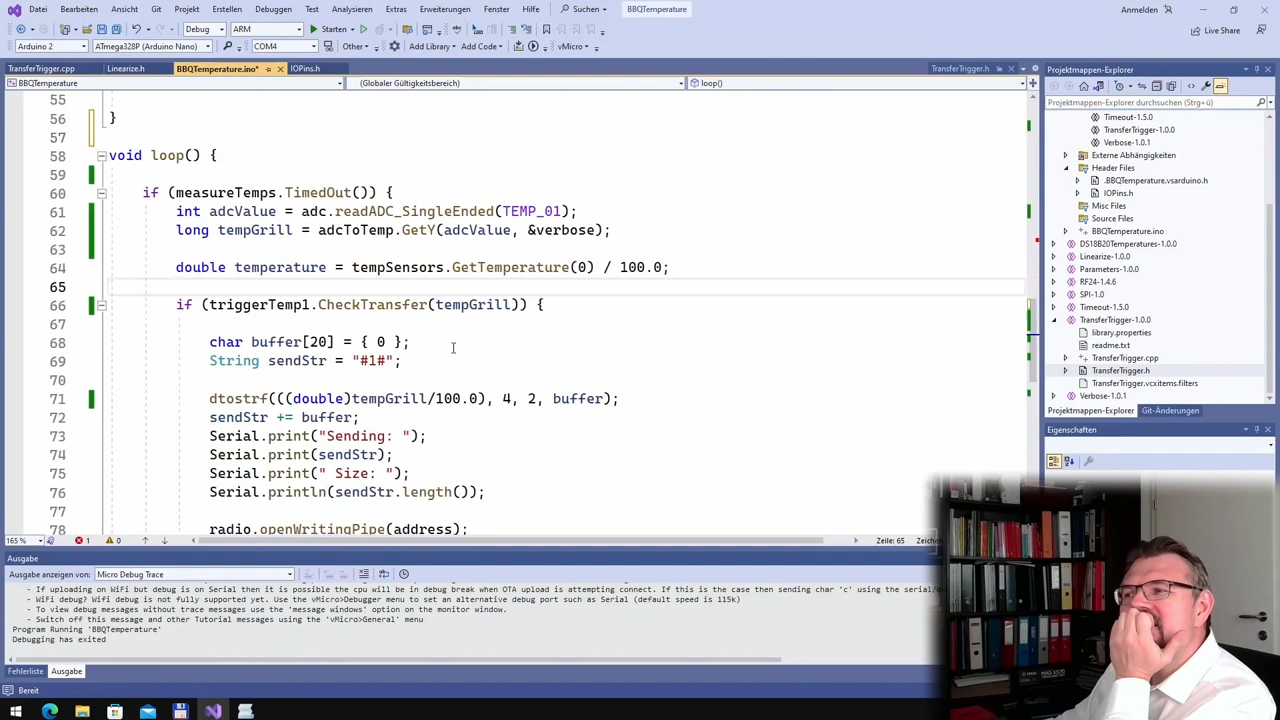 Datei Bearbeiten Ansicht Git Projekt Erstellen Debuggen Test Analysieren Extras Erweiterungen Fenster Hilfe Suchen BBQTemperature Anmelden
Debug ARM Starten Live Share
Arduino 2 ATmega328P (Arduino Nano) COM4 Other Add Library Add Code vMicro
TransferTrigger.cpp Linearize.h BBQTemperature.ino* IOPins.h TransferTrigger.h Projektmappen-Explorer
BBQTemperature (Globaler Gültigkeitsbereich) loop()
Projektmappen-Explorer durchsuchen (Strg+ü)
55
56 }
57
58 void loop() {
59
60 if (measureTemps.TimedOut()) {
61 int adcValue = adc.readADC_SingleEnded(TEMP_01);
62 long tempGrill = adcToTemp.GetY(adcValue, &verbose);
63
64 double temperature = tempSensors.GetTemperature(0) / 100.0;
65
66 if (triggerTemp1.CheckTransfer(tempGrill)) {
67
68 char buffer[20] = { 0 };
69 String sendStr = "#1#";
70
71 dtostrf(((double)tempGrill/100.0), 4, 2, buffer);
72 sendStr += buffer;
73 Serial.print("Sending: ");
74 Serial.print(sendStr);
75 Serial.print(" Size: ");
76 Serial.println(sendStr.length());
78 radio.openWritingPipe(address);
Timeout-1.5.0
TransferTrigger-1.0.0
Verbose-1.0.1
Externe Abhängigkeiten
Header Files
.BBQTemperature.vsarduino.h
IOPins.h
Misc Files
Source Files
BBQTemperature.ino
DS18B20Temperatures-1.0.0
Linearize-1.0.0
Parameters-1.0.0
RF24-1.4.6
SPI-1.0
Timeout-1.5.0
TransferTrigger-1.0.0
library.properties
readme.txt
TransferTrigger.cpp
TransferTrigger.h
TransferTrigger.vcxitems.filters
Verbose-1.0.1
Projektmappen-Explorer Git-Änderungen
Eigenschaften
165 % 1 0 Zeile: 65 Zeichen
Ausgabe
Ausgabe anzeigen von: Micro Debug Trace
- If uploading on WiFi but debug is on Serial then it is possible the cpu will be in debug break when OTA upload is attempting connect. If this is the case then sending char 'c' using the serial/de
- WiFi debug? Wifi debug is not fully supported yet. Use the vMicro>Debugger menu to set an alternative debug port such as Serial (default speed is 115k)
- To view debug messages without trace messages use the 'message windows' option on the monitor window.
- Switch off this message and other Tutorial messages using the 'vMicro>General' menu
Program Running 'BBQTemperature'
Debugging has exited
Fehlerliste Ausgabe
Bereit